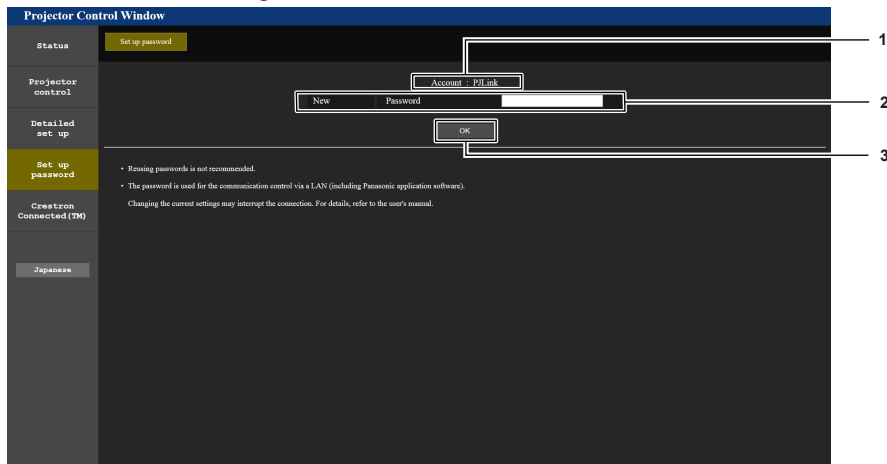 Projector Control Window
Status
Set up password
1
Projector
control
Account : PJLink
New Password
2
Detailed
set up
OK
3
Set up
password
• Reusing passwords is not recommended.
• The password is used for the communication control via a LAN (including Panasonic application software).
Changing the current settings may interrupt the connection. For details, refer to the user's manual.
Crestron
Connected(TM)
Japanese